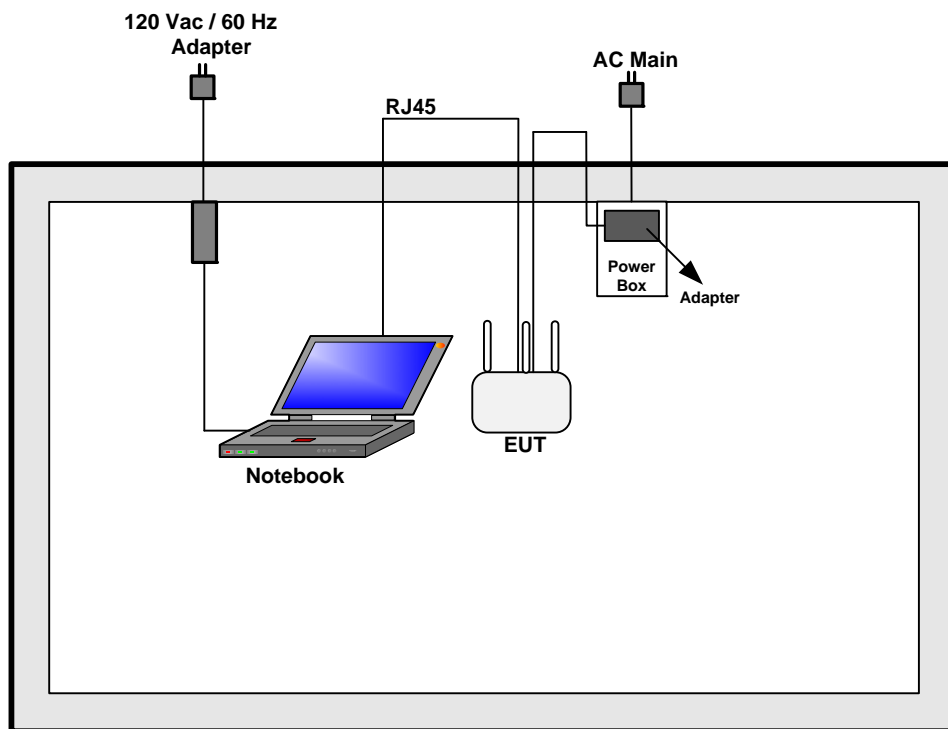 120 Vac / 60 Hz
Adapter
AC Main
RJ45
Power
Box
Adapter
EUT
Notebook